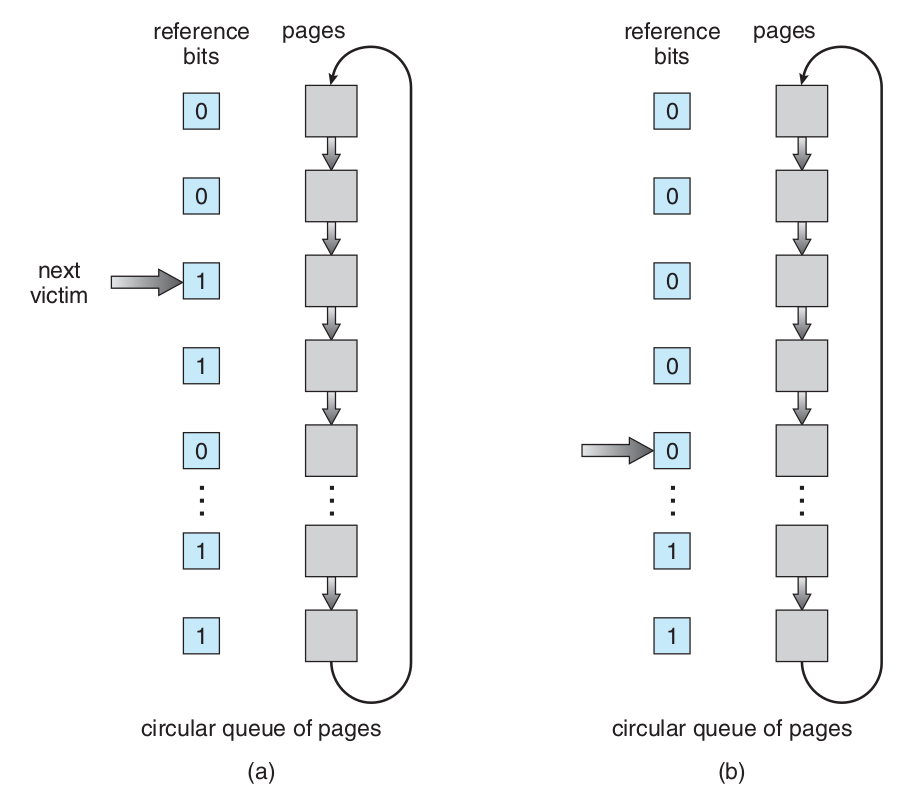 reference pages
bits
0
0
next
victim
1
1
0
1
1
circular queue of pages
(a)
reference pages
bits
0
0
0
0
0
1
1
circular queue of pages
(b)